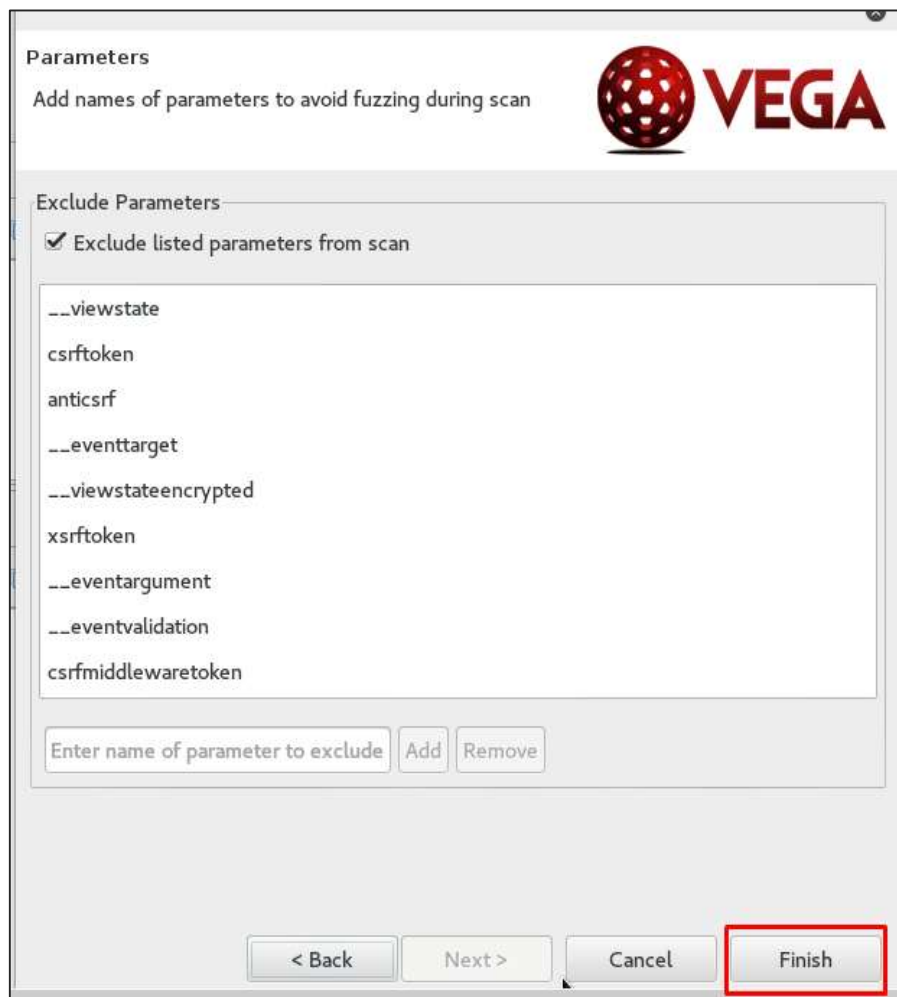 Parameters
Add names of parameters to avoid fuzzing during scan
VEGA
Exclude Parameters
Exclude listed parameters from scan
__viewstate
csrftoken
anticsrf
__eventtarget
__viewstateencrypted
xsrftoken
__eventargument
__eventvalidation
csrfmiddlewaretoken
Enter name of parameter to exclude Add Remove
< Back Next > Cancel Finish